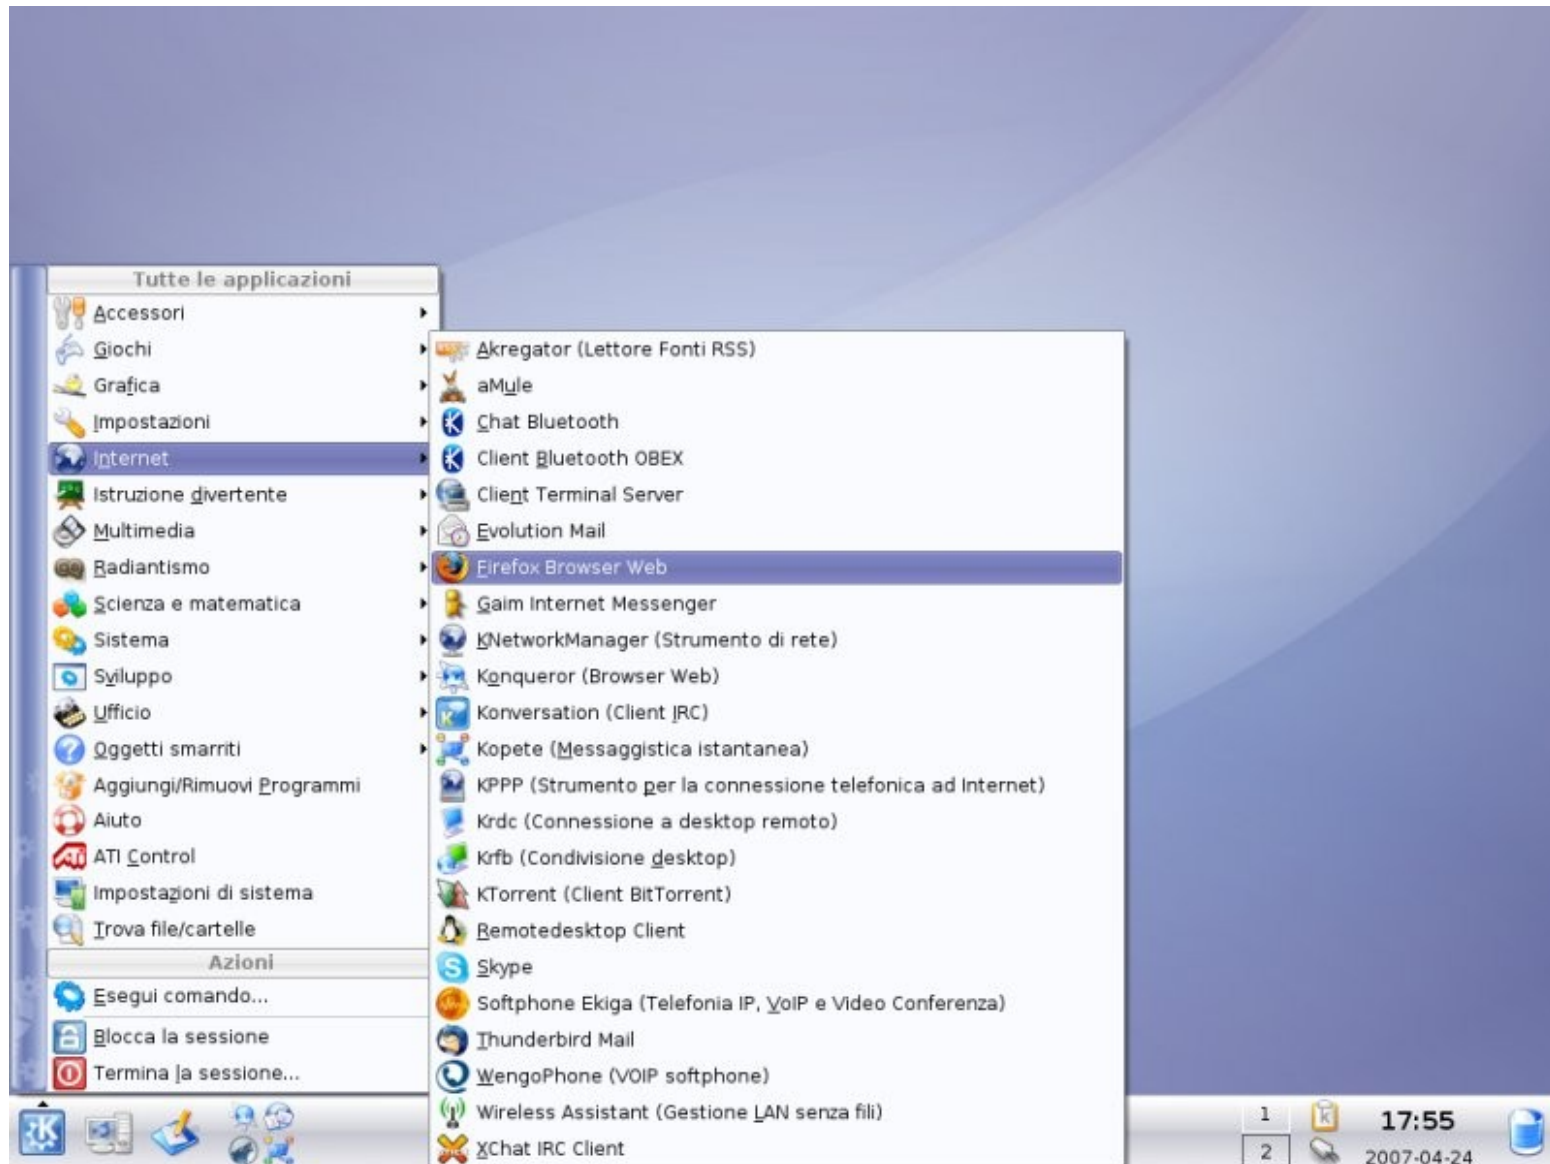 Tutte le applicazioni
Accessori
Giochi
Grafica
Impostazioni
Internet
Istruzione divertente
Multimedia
Radiantismo
Scienza e matematica
Sistema
Sviluppo
Ufficio
Oggetti smarriti
Aggiungi/Rimuovi Programmi
Aiuto
ATI Control
Impostazioni di sistema
Trova file/cartelle
Azioni
Esegui comando...
Blocca la sessione
Termina la sessione...
Akregator (Lettore Fonti RSS)
aMule
Chat Bluetooth
Client Bluetooth OBEX
Client Terminal Server
Evolution Mail
Firefox Browser Web
Gaim Internet Messenger
KNetworkManager (Strumento di rete)
Konqueror (Browser Web)
Konversation (Client IRC)
Kopete (Messaggistica istantanea)
KPPP (Strumento per la connessione telefonica ad Internet)
Krdc (Connessione a desktop remoto)
Krfb (Condivisione desktop)
KTorrent (Client BitTorrent)
Remotedesktop Client
Skype
Softphone Ekiga (Telefonia IP, VoIP e Video Conferenza)
Thunderbird Mail
WengoPhone (VOIP softphone)
Wireless Assistant (Gestione LAN senza fili)
XChat IRC Client
1
2
17:55
2007-04-24